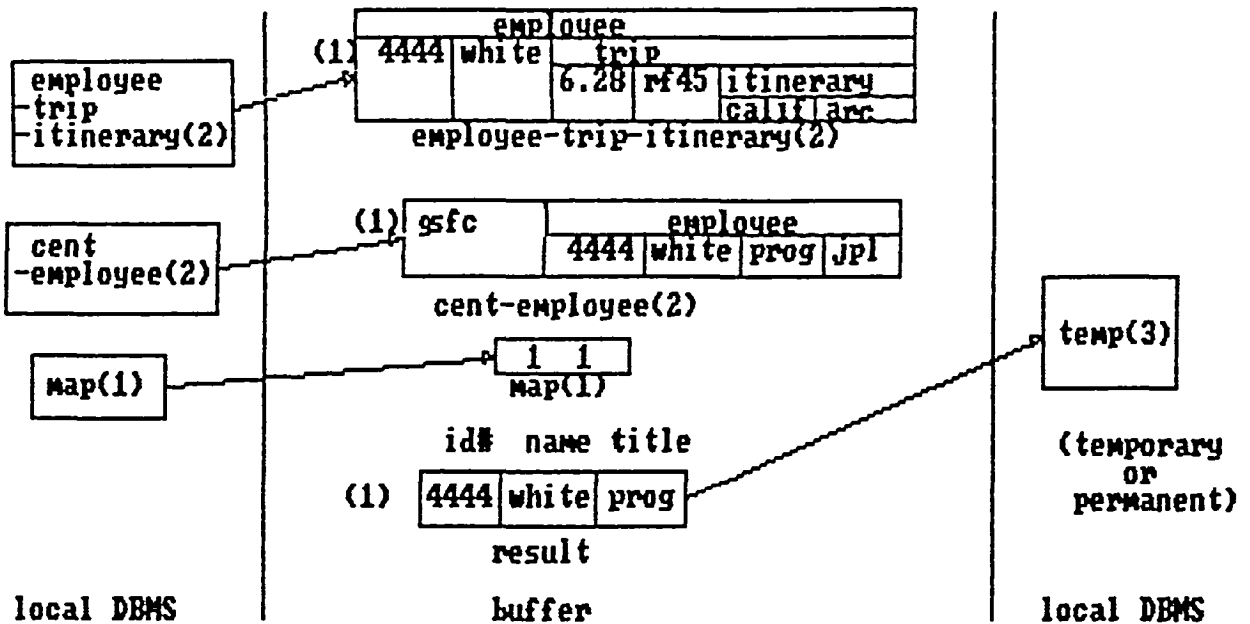 employee
-trip
-itinerary(2)
employee
(1) 4444 white trip
6.28 rf45 itinerary
calif arc
employee-trip-itinerary(2)
cent
-employee(2)
(1) gsfc employee
4444 white prog jpl
cent-employee(2)
map(1)
1 1
map(1)
id# name title
(1) 4444 white prog
result
temp(3)
(temporary
or
permanent)
local DBMS
buffer
local DBMS